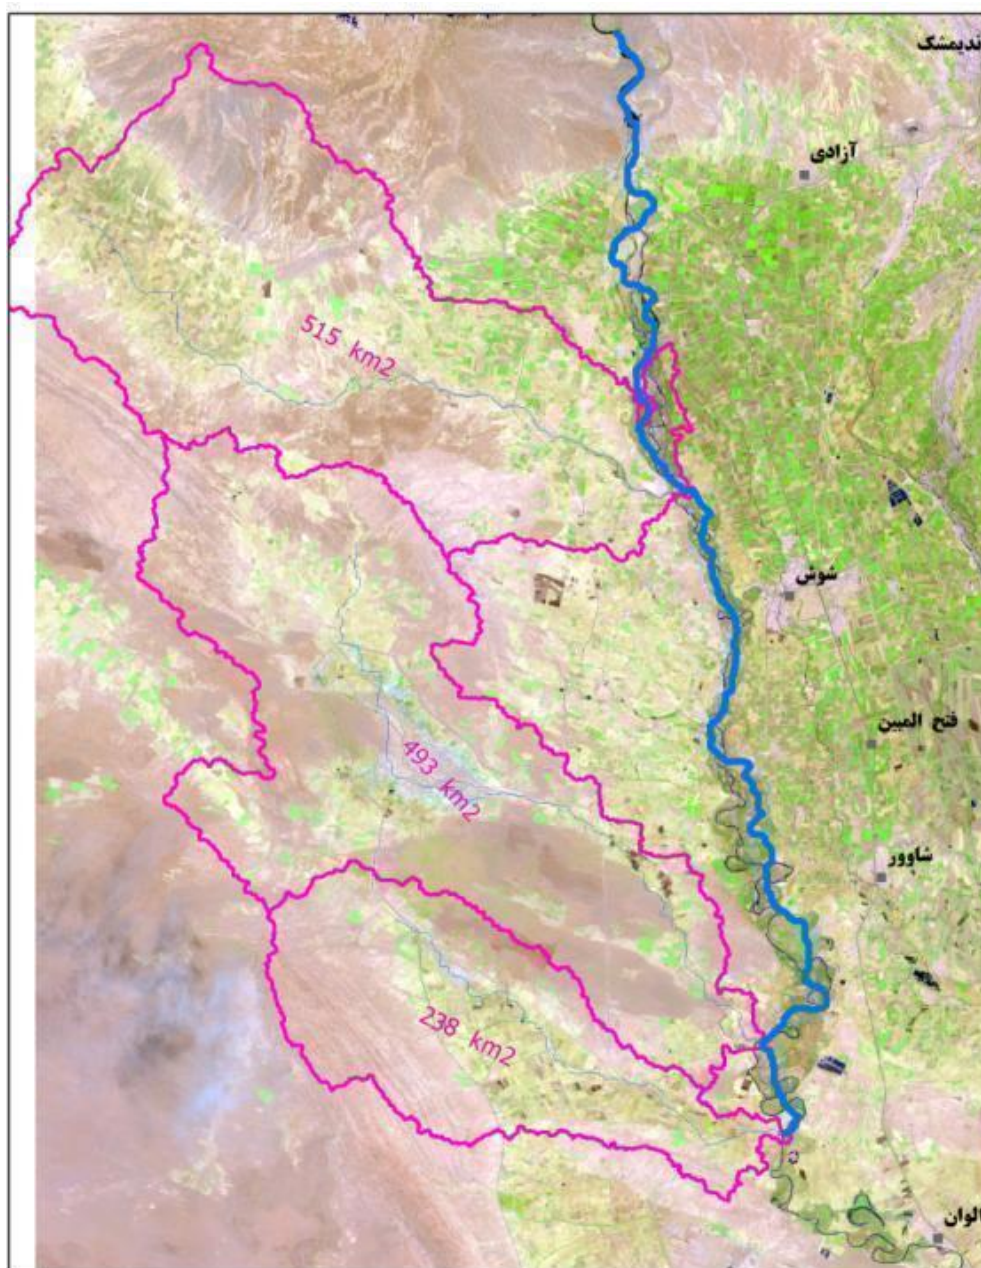 اندیمشک
آزادی
515 km2
شوش
فتح المبین
493 km2
شاوور
238 km2
الوان